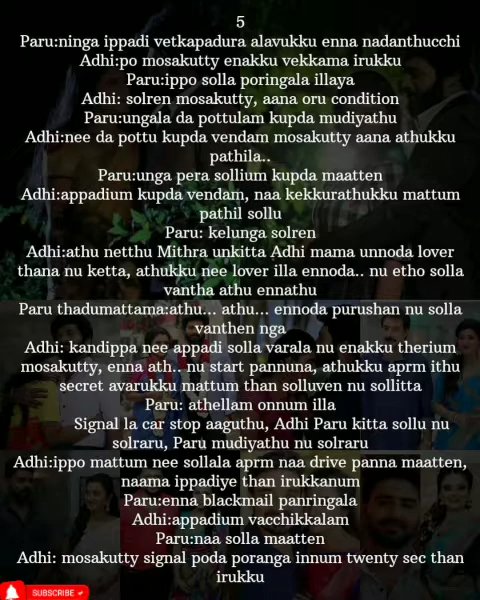 5
Paru:ninga ippadi vetkapadura alavukku enna nadanthucchi
Adhi:po mosakutty enakku vekkama irukku
Paru:ippo solla poringala illaya
Adhi: solren mosakutty, aana oru condition
Paru:ungala da pottulam kupda mudiyathu
Adhi:nee da pottu kupda vendam mosakutty aana athukku
pathila..
Paru:unga pera sollium kupda maatten
Adhi:appadium kupda vendam, naa kekkurathukku mattum
pathil sollu
Paru: kelunga solren
Adhi:athu netthu Mithra unkitta Adhi mama unnoda lover
thana nu ketta, athukku nee lover illa ennoda.. nu etho solla
vantha athu ennathu
Paru thadumattama:athu... athu... ennoda purushan nu solla
vanthen nga
Adhi: kandippa nee appadi solla varala nu enakku therium
mosakutty, enna ath.. nu start pannuna, athukku aprm ithu
secret avarukku mattum than solluven nu sollitta
Paru: athellam onnum illa
Signal la car stop aaguthu, Adhi Paru kitta sollu nu
solraru, Paru mudiyathu nu solraru
Adhi:ippo mattum nee sollala aprm naa drive panna maatten,
naama ippadiye than irukkanum
Paru:enna blackmail panringala
Adhi:appadium vacchikkalam
Paru:naa solla maatten
Adhi: mosakutty signal poda poranga innum twenty sec than
irukku
SUBSCRIBE